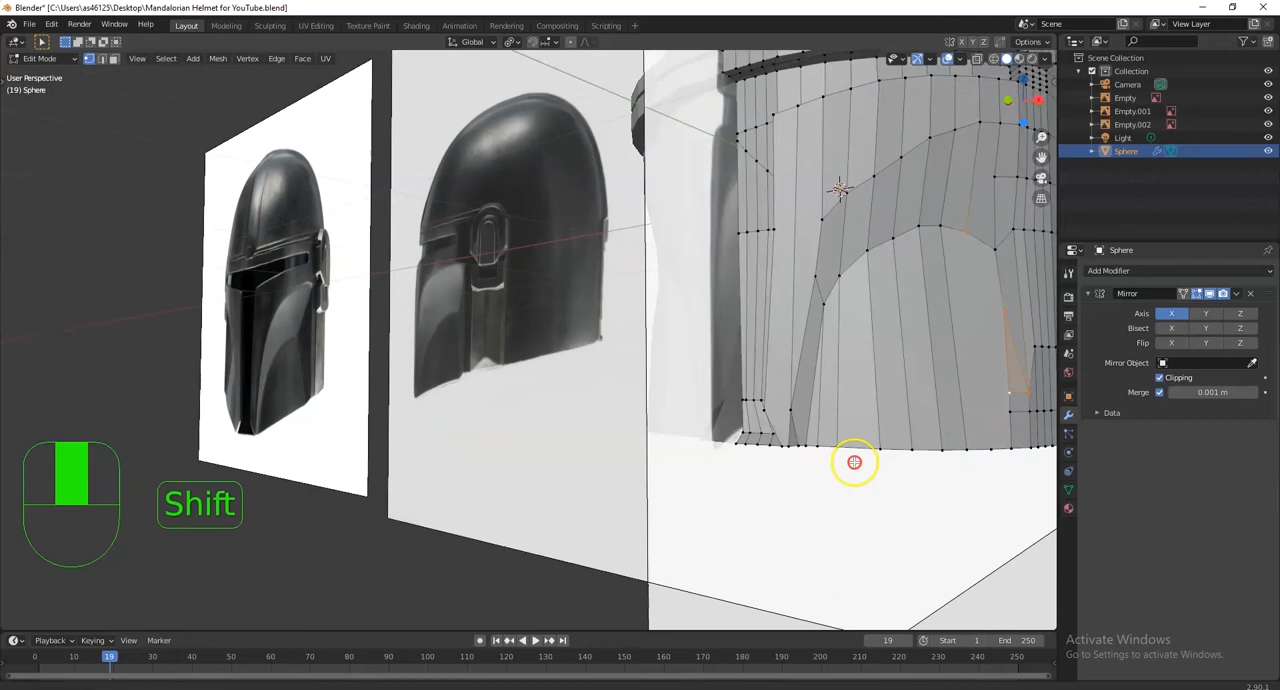 Blender* [C:\Users\as46125\Desktop\Mandalorian Helmet for YouTube.blend]
File Edit Render Window Help Layout Modeling Sculpting UV Editing Texture Paint Shading Animation Rendering Compositing Scripting + Scene View Layer
Global X Y Z Options
Edit Mode View Select Add Mesh Vertex Edge Face UV
User Perspective
(19) Sphere
Scene Collection
Collection
Camera
Empty
Empty.001
Empty.002
Light
Sphere
Sphere
Add Modifier
Mirror
Axis X Y Z
Bisect X Y Z
Flip X Y Z
Mirror Object
Clipping
Merge 0.001 m
Data
Shift
Playback Keying View Marker 19 Start 1 End 250
0 10 19 30 40 50 60 70 80 90 100 110 120 130 140 150 160 170 180 190 200 210 220 230 240 250
Activate Windows
Go to Settings to activate Windows.
2.90.1